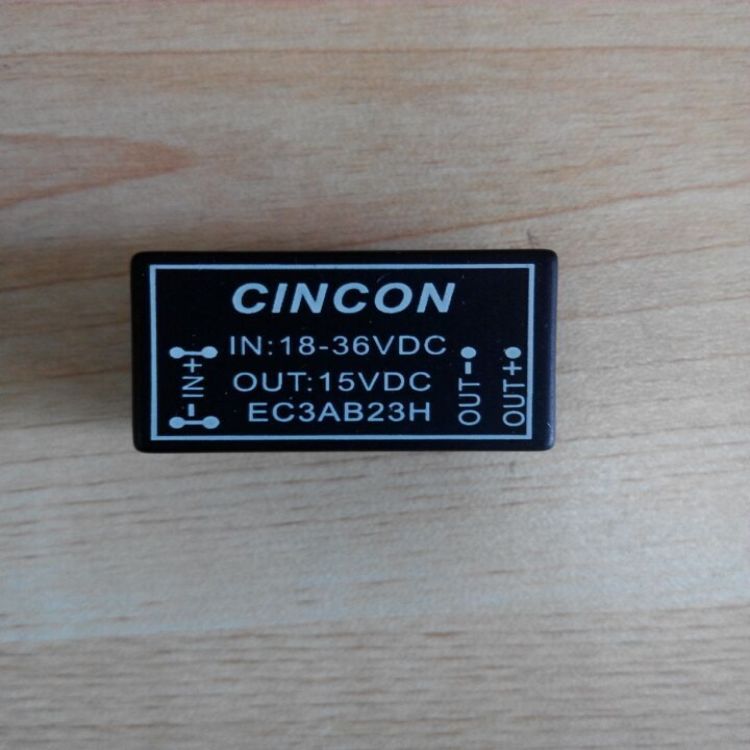 CINCON
IN:18-36VDC
OUT:15VDC
EC3AB23H
-IN+
OUT-
OUT+